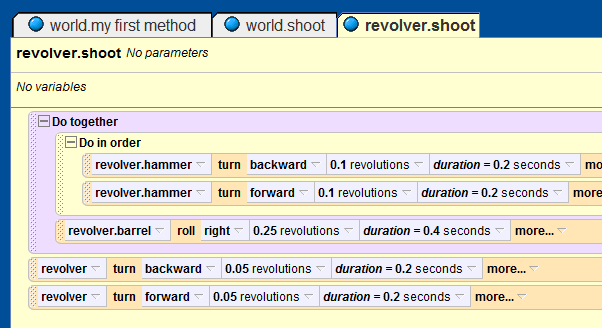 world.my first method world.shoot revolver.shoot
revolver.shoot No parameters
No variables
Do together
Do in order
revolver.hammer turn backward 0.1 revolutions duration = 0.2 seconds mo
revolver.hammer turn forward 0.1 revolutions duration = 0.2 seconds more
revolver.barrel roll right 0.25 revolutions duration = 0.4 seconds more...
revolver turn backward 0.05 revolutions duration = 0.2 seconds more...
revolver turn forward 0.05 revolutions duration = 0.2 seconds more...